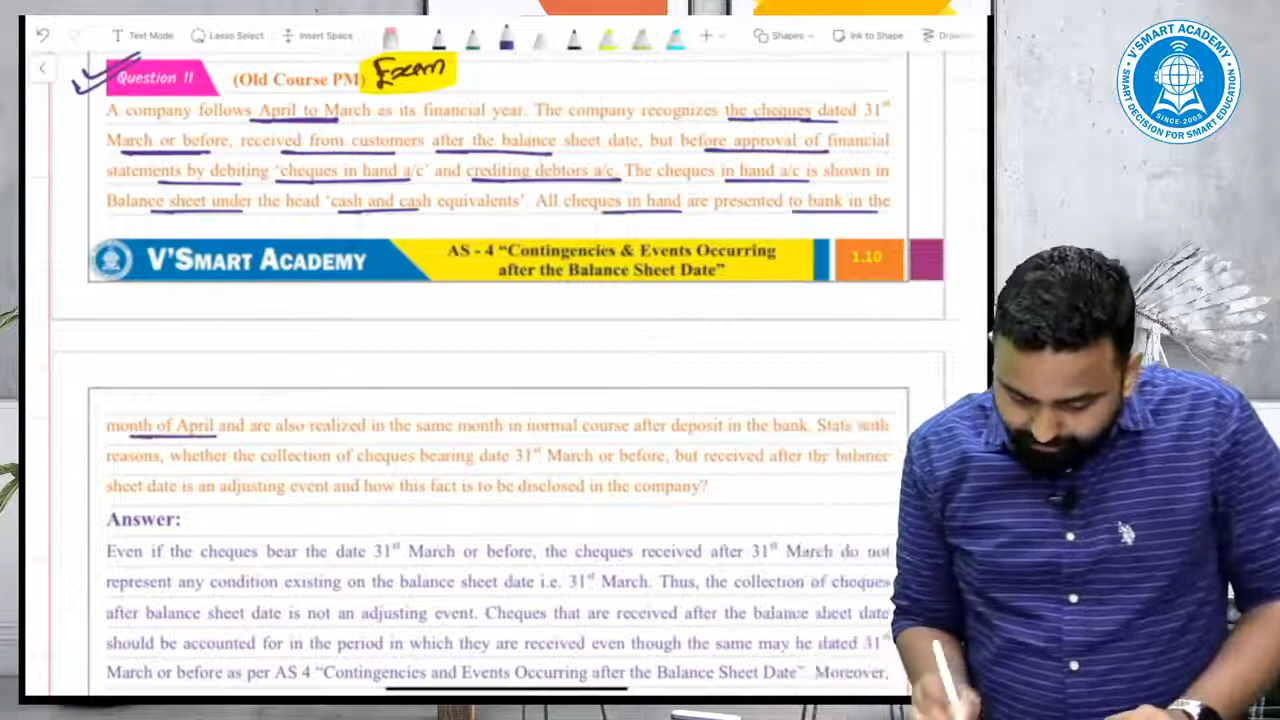 Text Mode
Lasso Select
Insert Space
Shapes
Ink to Shape
Question 11
(Old Course PM)
Exam
A company follows April to March as its financial year. The company recognizes the cheques dated 31st
March or before, received from customers after the balance sheet date, but before approval of financial
statements by debiting 'cheques in hand a/c' and crediting debtors a/c. The cheques in hand a/c is shown in
Balance sheet under the head 'cash and cash equivalents'. All cheques in hand are presented to bank in the
V'SMART ACADEMY
AS - 4 "Contingencies & Events Occurring
after the Balance Sheet Date"
1.10
month of April and are also realized in the same month in normal course after deposit in the bank. State with
reasons, whether the collection of cheques bearing date 31st March or before, but received after the balance
sheet date is an adjusting event and how this fact is to be disclosed in the company?
Answer:
Even if the cheques bear the date 31st March or before, the cheques received after 31st March do not
represent any condition existing on the balance sheet date i.e. 31st March. Thus, the collection of cheques
after balance sheet date is not an adjusting event. Cheques that are received after the balance sheet date
should be accounted for in the period in which they are received even though the same may be dated 31st
March or before as per AS 4 "Contingencies and Events Occurring after the Balance Sheet Date". Moreover,
V'SMART ACADEMY
SINCE-2005
SMART DECISION FOR SMART EDUCATION